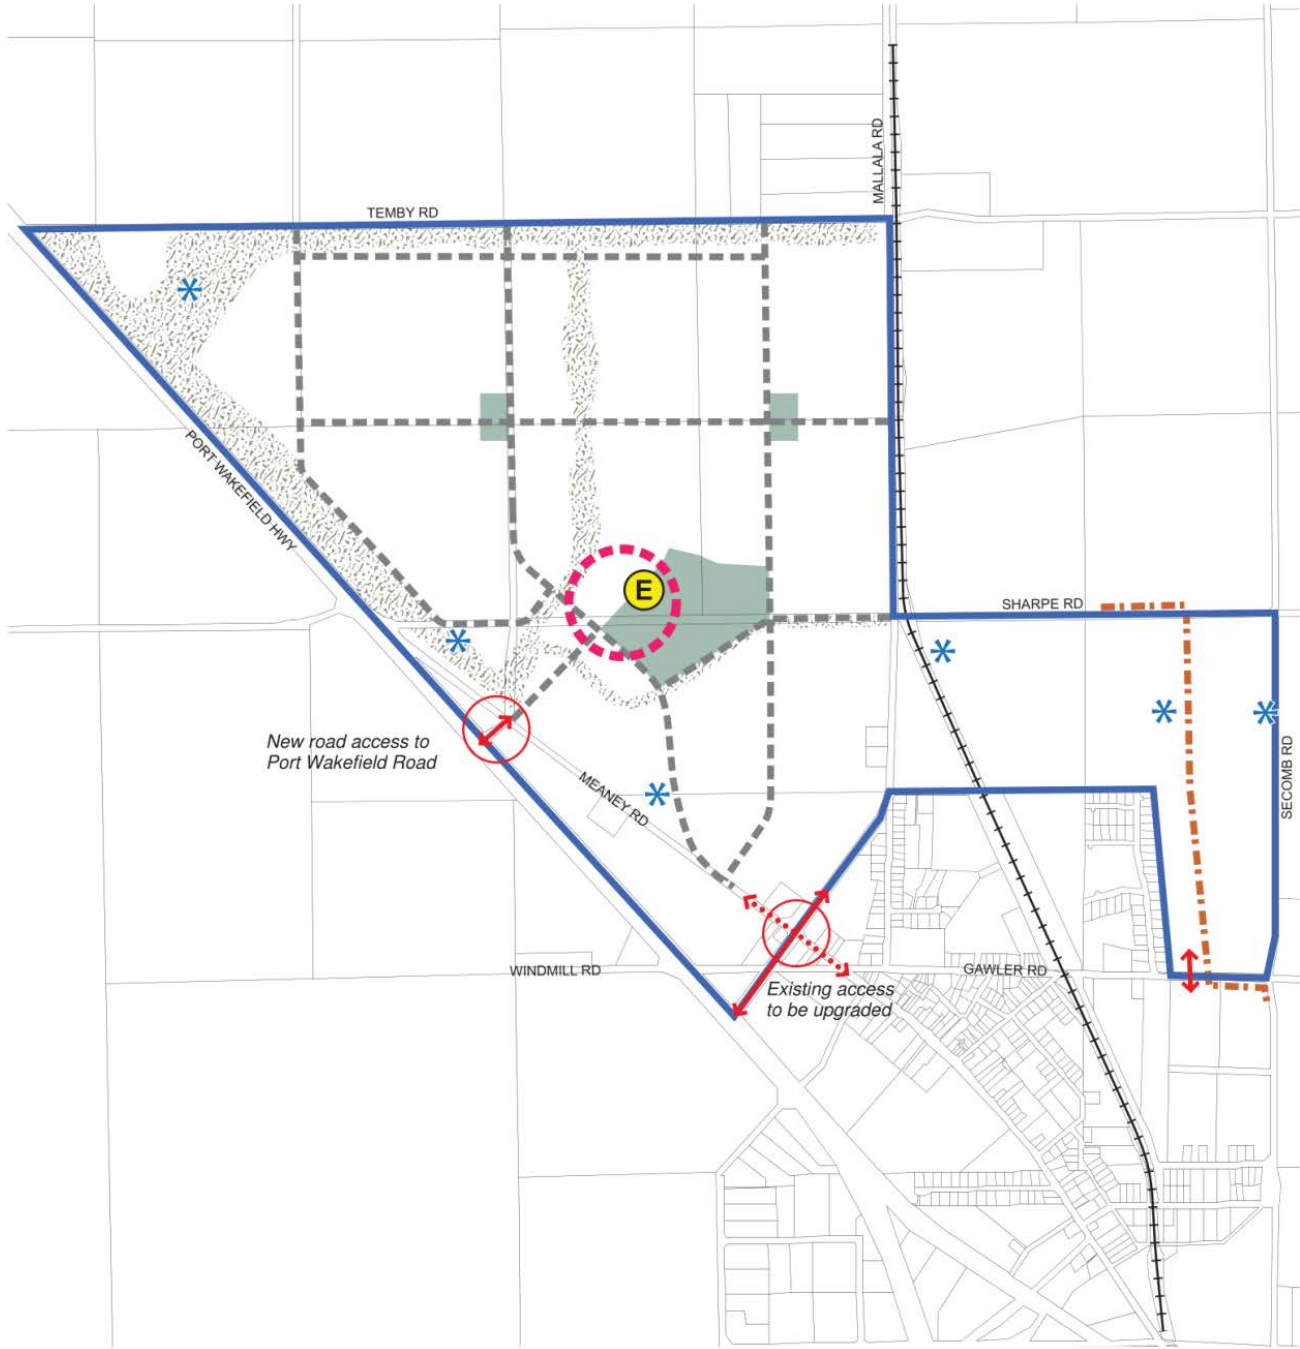 TEMBY RD
MALLALA RD
PORT WAKEFIELD HWY
E
SHARPE RD
New road access to
Port Wakefield Road
MEANEY RD
SECOMB RD
WINDMILL RD
GAWLER RD
Existing access
to be upgraded